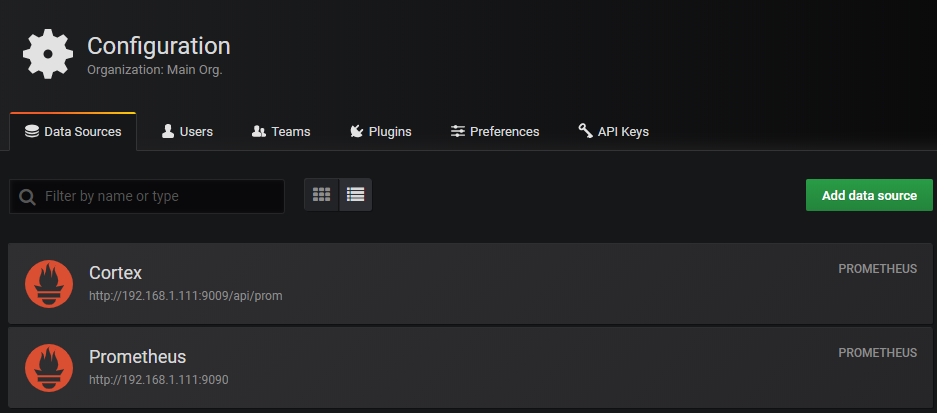 Configuration
Organization: Main Org.
Data Sources
Users
Teams
Plugins
Preferences
API Keys
Filter by name or type
Add data source
Cortex
PROMETHEUS
http://192.168.1.111:9009/api/prom
Prometheus
PROMETHEUS
http://192.168.1.111:9090